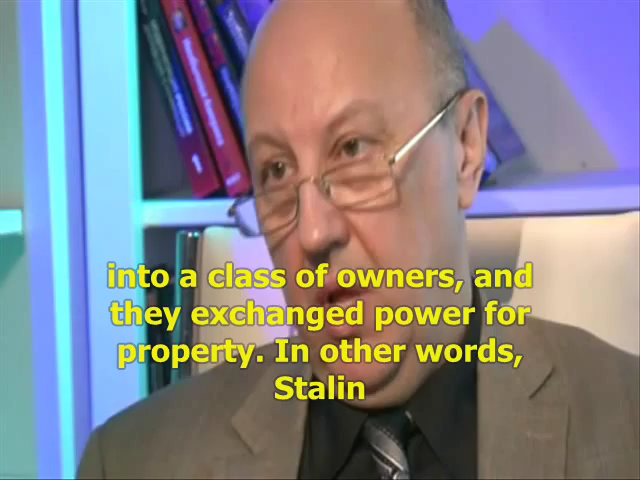 into a class of owners, and
they exchanged power for
property. In other words,
Stalin